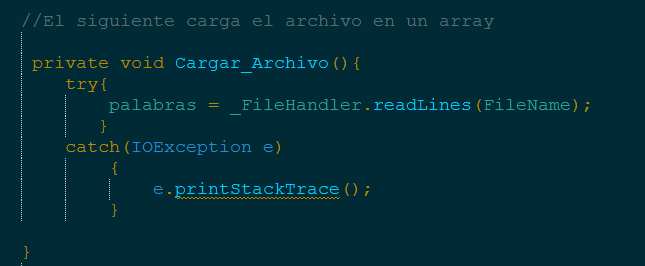 //El siguiente carga el archivo en un array
private void Cargar_Archivo(){
try{
palabras = _FileHandler.readLines(FileName);
}
catch(IOException e)
{
e.printStackTrace();
}
}